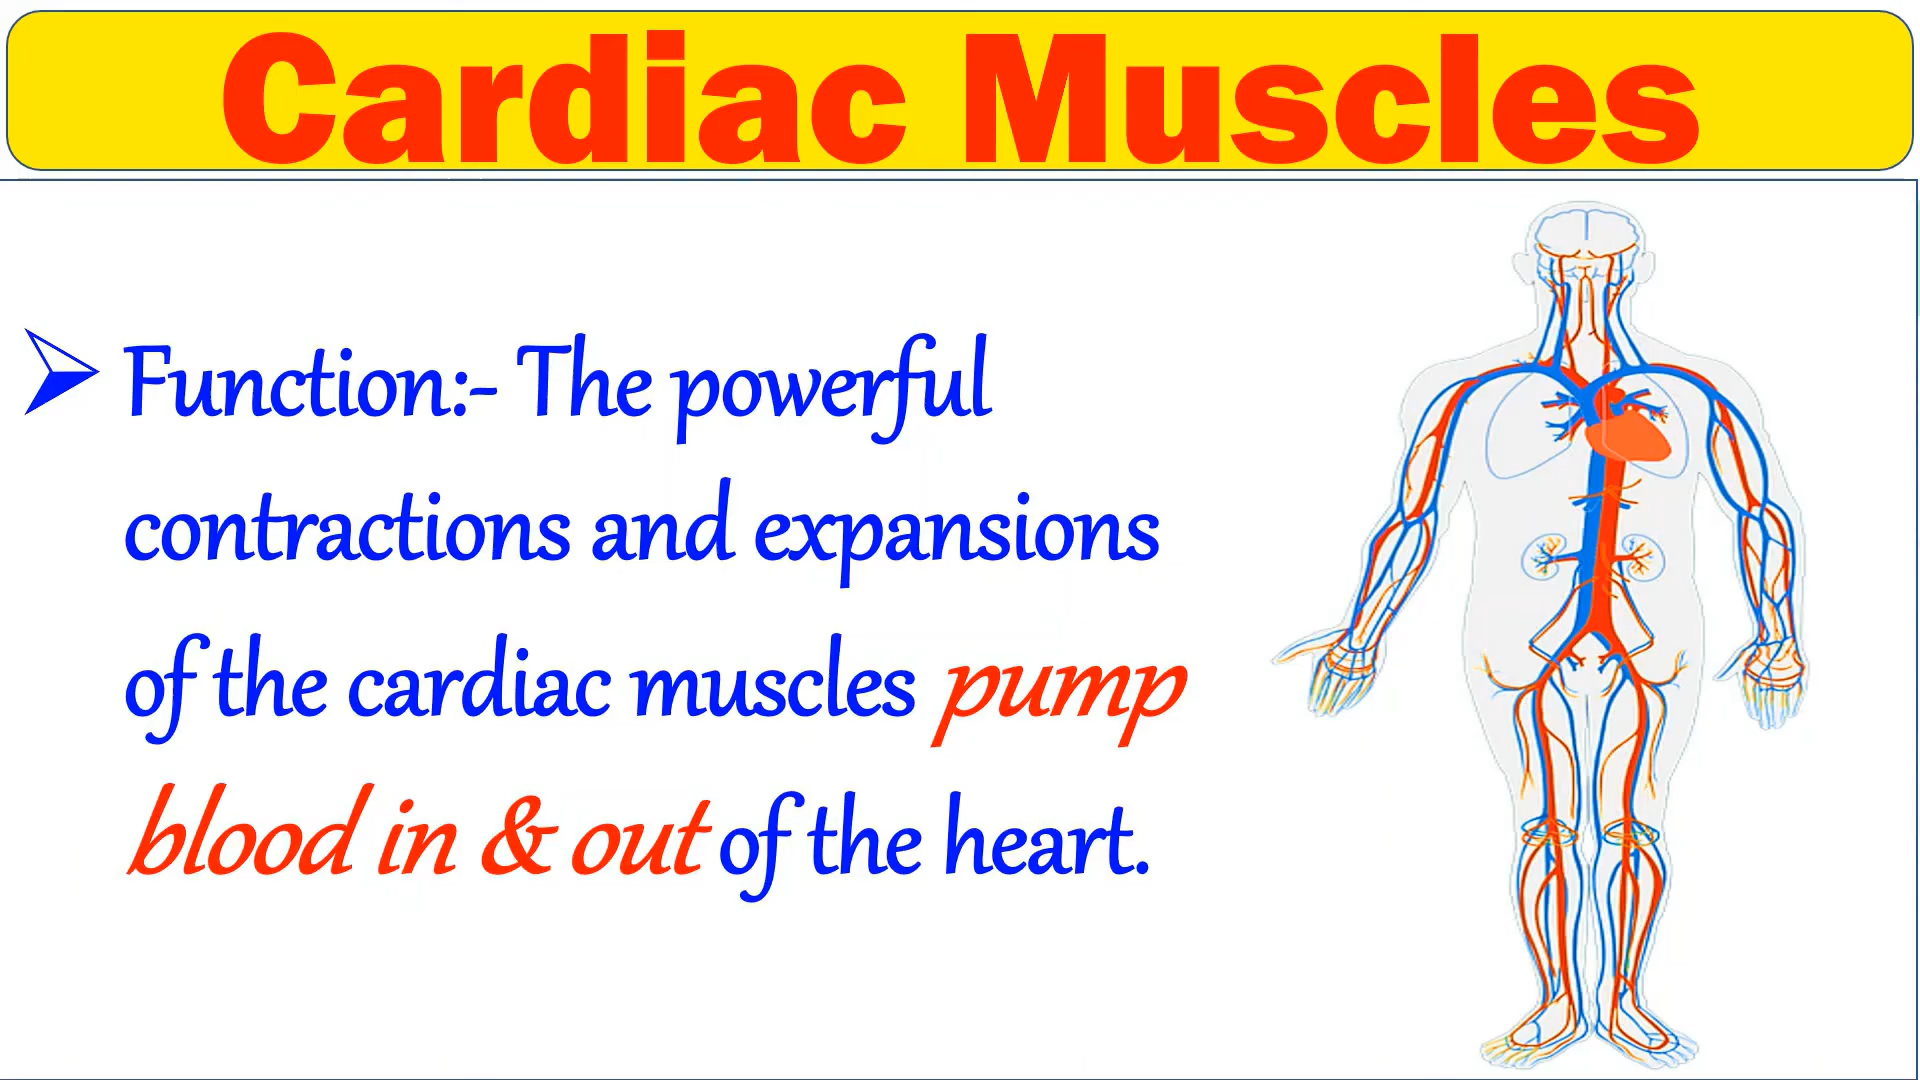 Cardiac Muscles
Function:- The powerful
contractions and expansions
of the cardiac muscles pump
blood in & out of the heart.